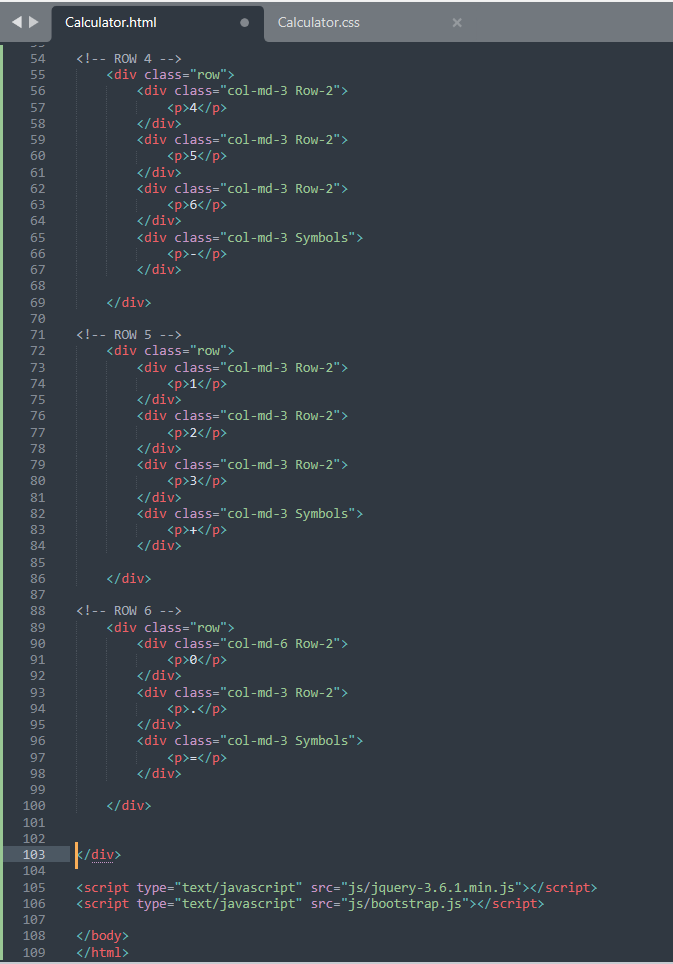 Calculator.html
Calculator.css
54 <!-- ROW 4 -->
55 <div class="row">
56 <div class="col-md-3 Row-2">
57 <p>4</p>
58 </div>
59 <div class="col-md-3 Row-2">
60 <p>5</p>
61 </div>
62 <div class="col-md-3 Row-2">
63 <p>6</p>
64 </div>
65 <div class="col-md-3 Symbols">
66 <p>-</p>
67 </div>
68
69 </div>
70
71 <!-- ROW 5 -->
72 <div class="row">
73 <div class="col-md-3 Row-2">
74 <p>1</p>
75 </div>
76 <div class="col-md-3 Row-2">
77 <p>2</p>
78 </div>
79 <div class="col-md-3 Row-2">
80 <p>3</p>
81 </div>
82 <div class="col-md-3 Symbols">
83 <p>+</p>
84 </div>
85
86 </div>
87
88 <!-- ROW 6 -->
89 <div class="row">
90 <div class="col-md-6 Row-2">
91 <p>0</p>
92 </div>
93 <div class="col-md-3 Row-2">
94 <p>.</p>
95 </div>
96 <div class="col-md-3 Symbols">
97 <p>=</p>
98 </div>
99
100 </div>
101
102
103 </div>
104
105 <script type="text/javascript" src="js/jquery-3.6.1.min.js"></script>
106 <script type="text/javascript" src="js/bootstrap.js"></script>
107
108 </body>
109 </html>